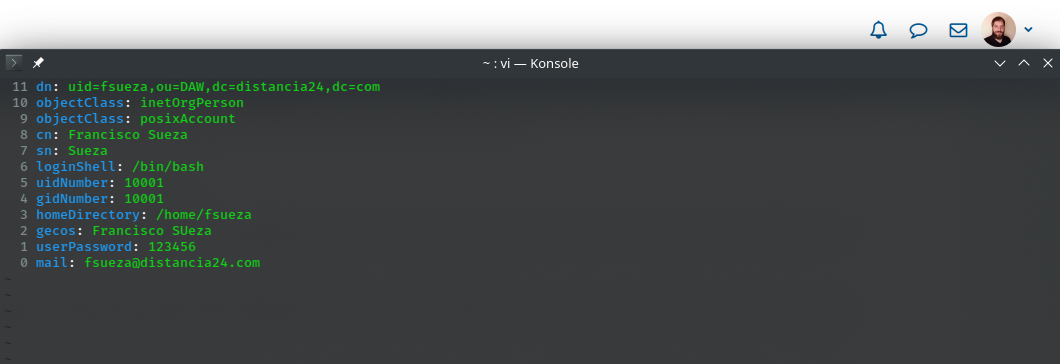 ~ : vi — Konsole
11 dn: uid=fsueza,ou=DAW,dc=distancia24,dc=com
10 objectClass: inetOrgPerson
9 objectClass: posixAccount
8 cn: Francisco Sueza
7 sn: Sueza
6 loginShell: /bin/bash
5 uidNumber: 10001
4 gidNumber: 10001
3 homeDirectory: /home/fsueza
2 gecos: Francisco SUeza
1 userPassword: 123456
0 mail: fsueza@distancia24.com
~
~
~
~
~
~